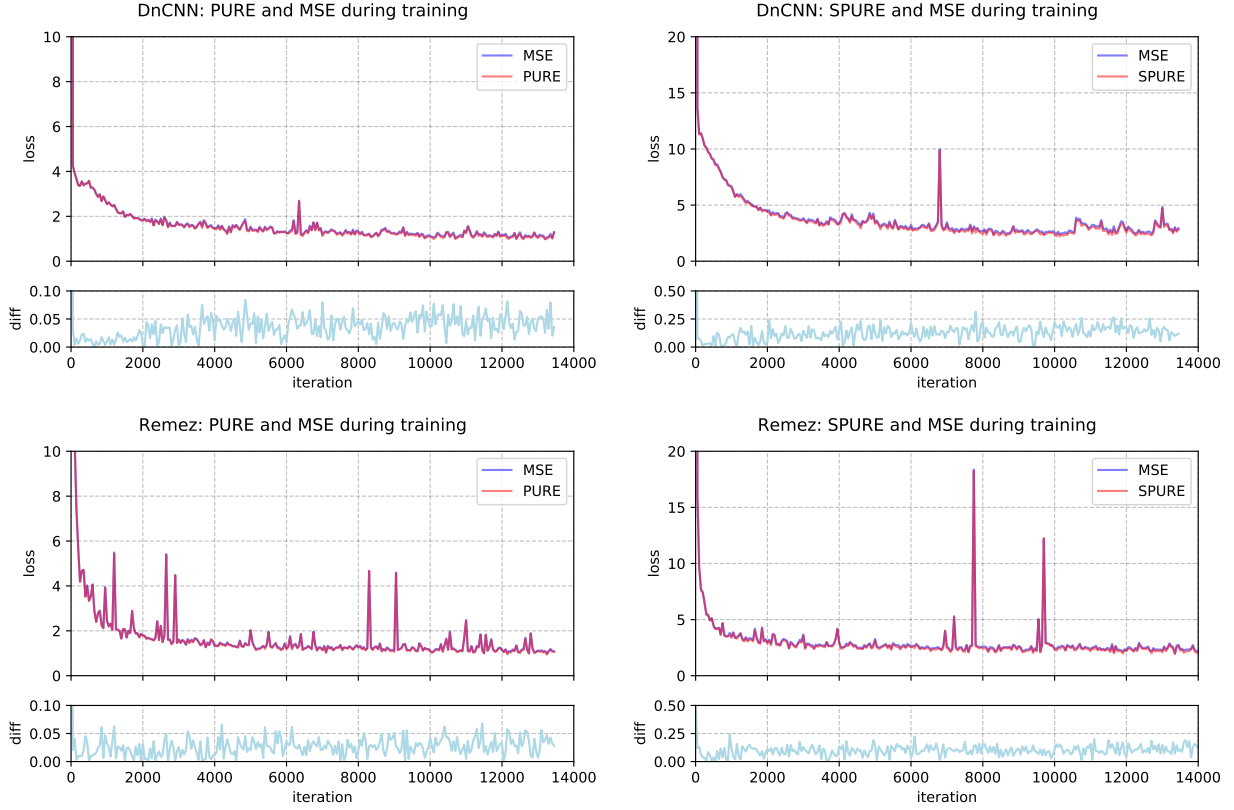 DnCNN: PURE and MSE during training
10
8
6
4
2
0
loss
MSE
PURE
0.10
0.05
0.00
diff
0 2000 4000 6000 8000 10000 12000 14000
iteration
DnCNN: SPURE and MSE during training
20
15
10
5
0
loss
MSE
SPURE
0.50
0.25
0.00
diff
0 2000 4000 6000 8000 10000 12000 14000
iteration
Remez: PURE and MSE during training
10
8
6
4
2
0
loss
MSE
PURE
0.10
0.05
0.00
diff
0 2000 4000 6000 8000 10000 12000 14000
iteration
Remez: SPURE and MSE during training
20
15
10
5
0
loss
MSE
SPURE
0.50
0.25
0.00
diff
0 2000 4000 6000 8000 10000 12000 14000
iteration